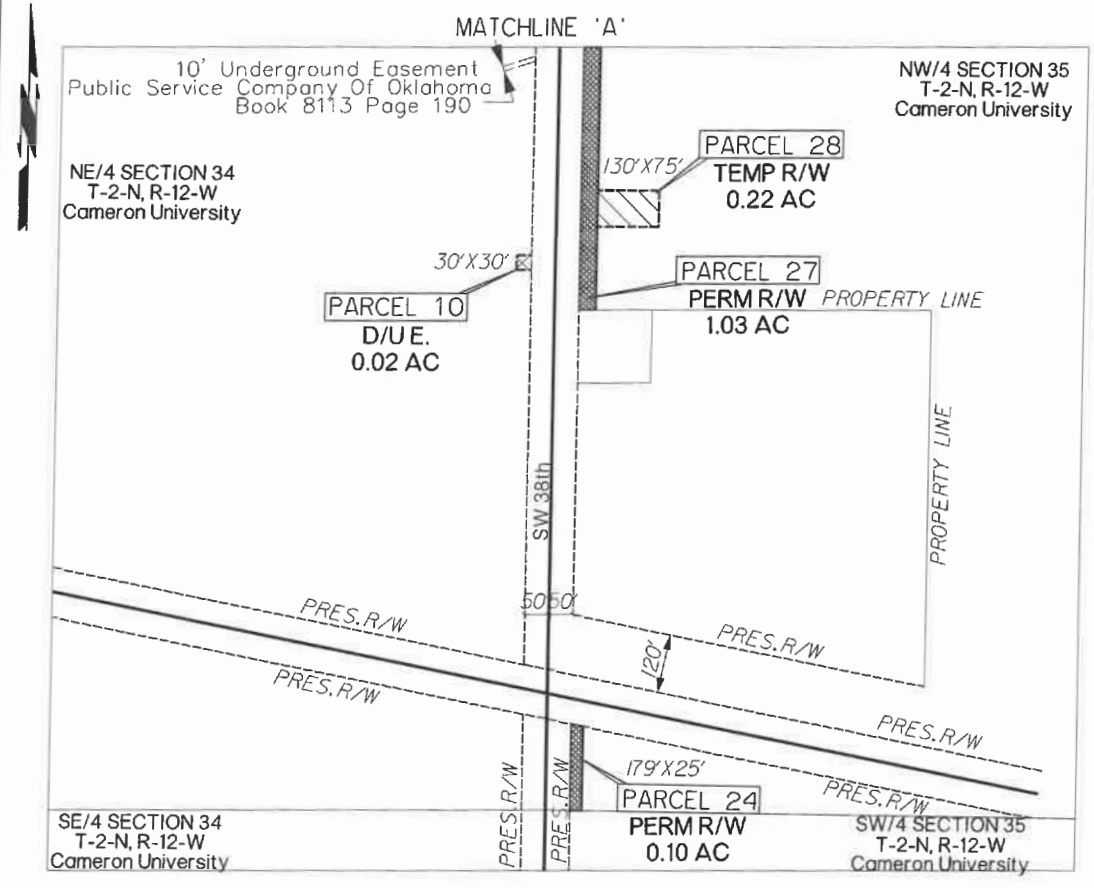 MATCHLINE 'A'
10' Underground Easement
Public Service Company Of Oklahoma
Book 8113 Page 190
NW/4 SECTION 35
T-2-N, R-12-W
Cameron University
N
NE/4 SECTION 34
T-2-N, R-12-W
Cameron University
130'X75'
PARCEL 28
TEMP R/W
0.22 AC
30'X30'
PARCEL 10
D/U E.
0.02 AC
PARCEL 27
PERM R/W
1.03 AC
PROPERTY LINE
PROPERTY LINE
SW 38th
50'50'
PRES. R/W
PRES. R/W
PRES. R/W
120'
PRES. R/W
PRES. R/W
PRES. R/W
PRES. R/W
179'X25'
PARCEL 24
PERM R/W
0.10 AC
SE/4 SECTION 34
T-2-N, R-12-W
Cameron University
SW/4 SECTION 35
T-2-N, R-12-W
Cameron University